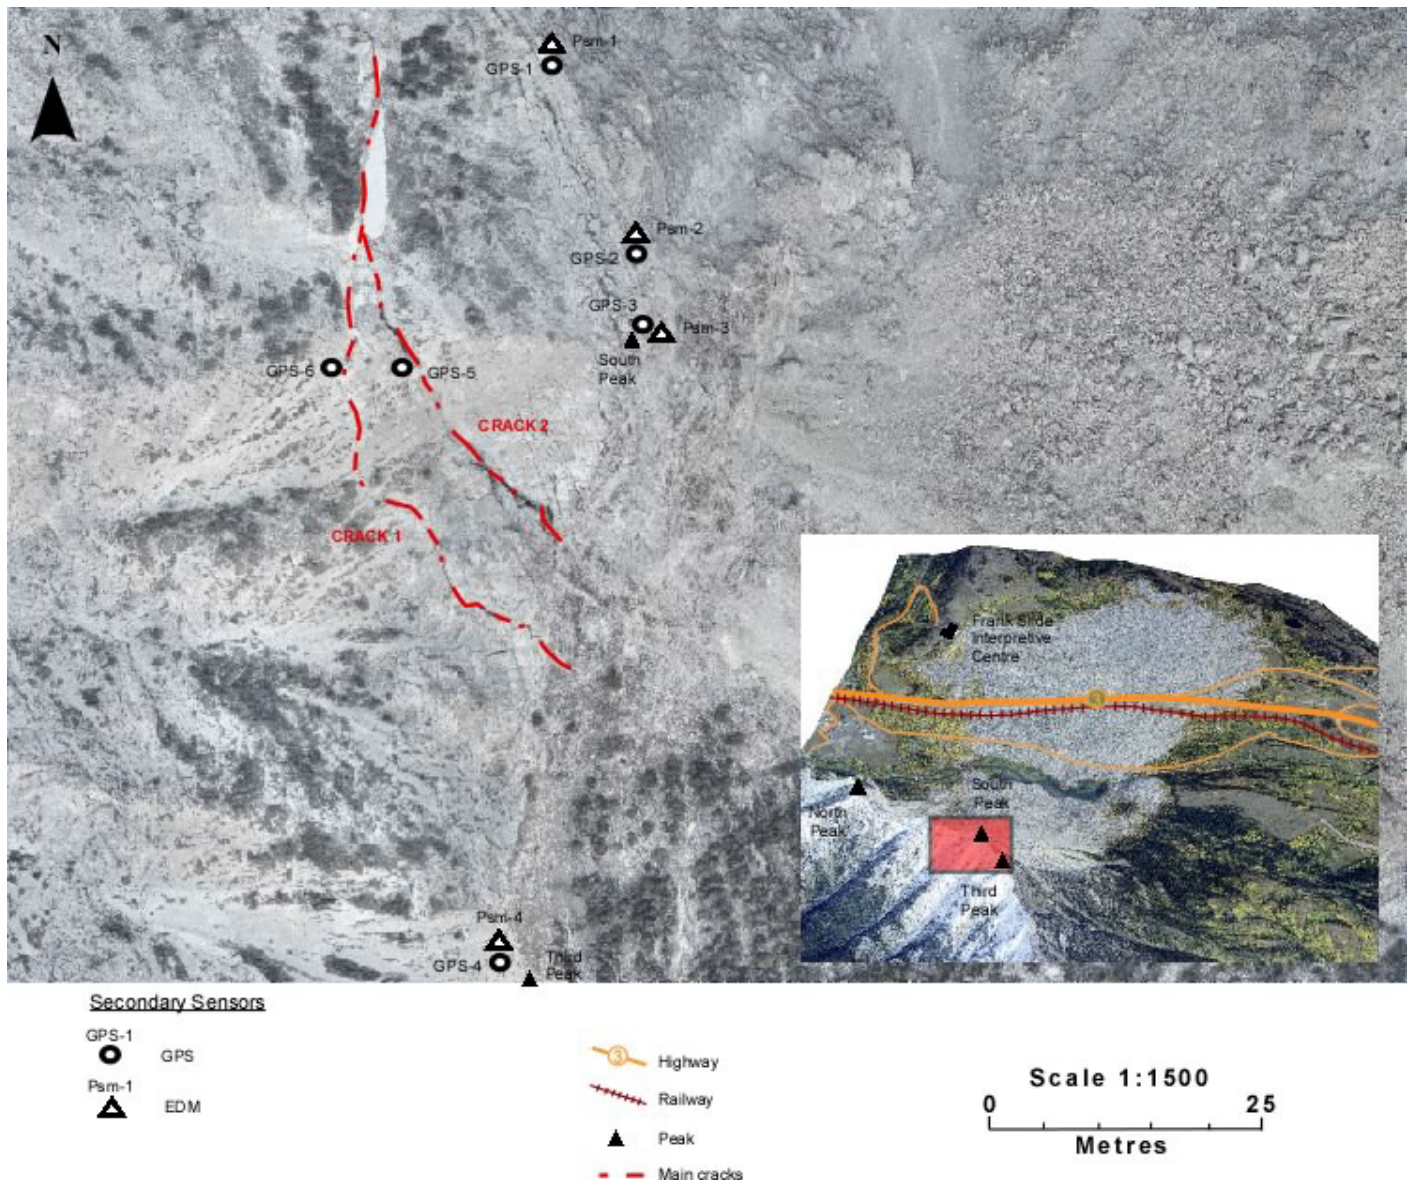 N
Psm-1
GPS-1
Psm-2
GPS-2
GPS-3
Psm-3
South
Peak
GPS-6
GPS-5
CRACK 2
CRACK 1
Frank Slide
Interpretive
Centre
3
South
Peak
North
Peak
Third
Peak
Psm-4
GPS-4
Third
Peak
Secondary Sensors
GPS-1
GPS
Psm-1
EDM
3
Highway
Railway
Peak
Main cracks
Scale 1:1500
0 25
Metres